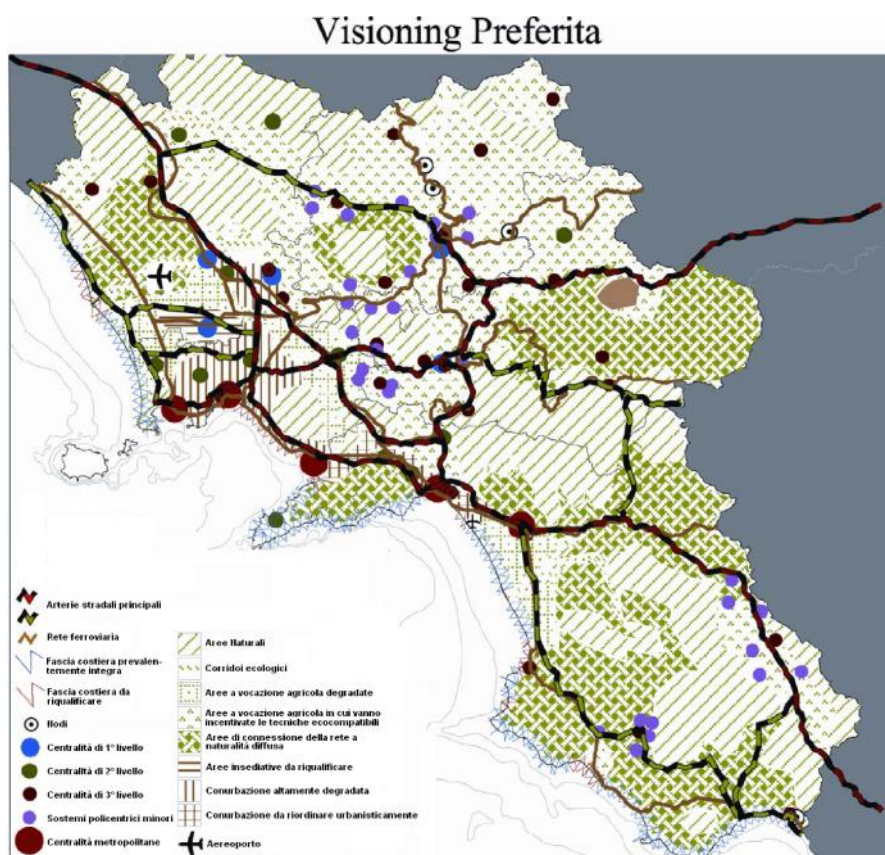 Visioning Preferita
Arterie stradali principali
Rete ferroviaria
Fascia costiera prevalen-
temente integra
Fascia costiera da
riqualificare
Nodi
Centralità di 1° livello
Centralità di 2° livello
Centralità di 3° livello
Sostemi policentrici minori
Centralità metropolitane
Aree Naturali
Corridoi ecologici
Aree a vocazione agricola degradate
Aree a vocazione agricola in cui vanno
incentivate le tecniche ecocompatibili
Aree di connessione della rete a
naturalità diffusa
Aree insediative da riqualificare
Conurbazione altamente degradata
Conurbazione da riordinare urbanisticamente
Aereoporto